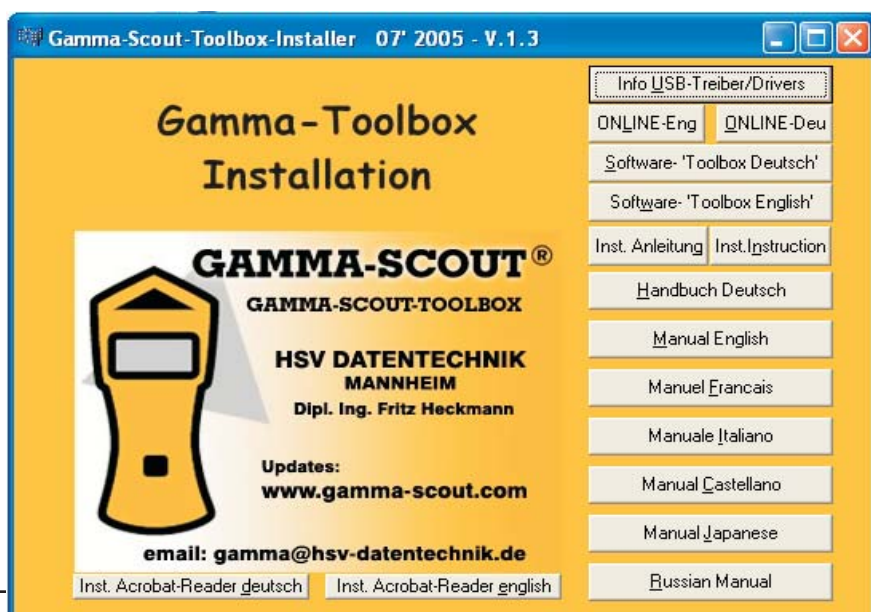 Gamma-Scout-Toolbox-Installer 07' 2005 - V.1.3
Gamma-Toolbox
Installation
GAMMA-SCOUT®
GAMMA-SCOUT-TOOLBOX
HSV DATENTECHNIK
MANNHEIM
Dipl. Ing. Fritz Heckmann
Updates:
www.gamma-scout.com
email: gamma@hsv-datentechnik.de
Inst. Acrobat-Reader deutsch
Inst. Acrobat-Reader english
Info USB-Treiber/Drivers
ONLINE-Eng
ONLINE-Deu
Software- 'Toolbox Deutsch'
Software- 'Toolbox English'
Inst. Anleitung
Inst.Instruction
Handbuch Deutsch
Manual English
Manuel Francais
Manuale Italiano
Manual Castellano
Manual Japanese
Russian Manual